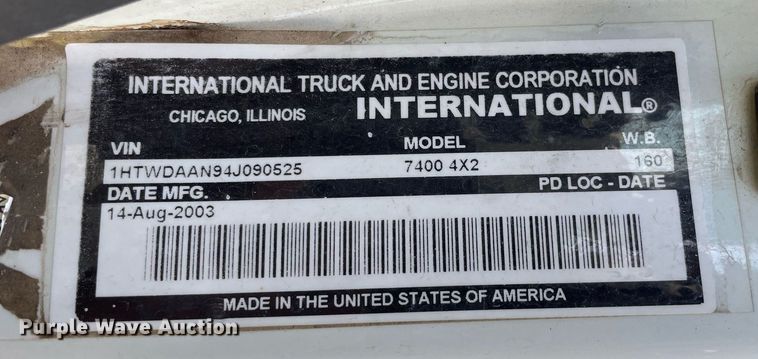 INTERNATIONAL TRUCK AND ENGINE CORPORATION
CHICAGO, ILLINOIS INTERNATIONAL®
VIN MODEL W.B.
1HTWDAAN94J090525 7400 4X2 160
DATE MFG. PD LOC - DATE
14-Aug-2003
MADE IN THE UNITED STATES OF AMERICA
Purple Wave Auction